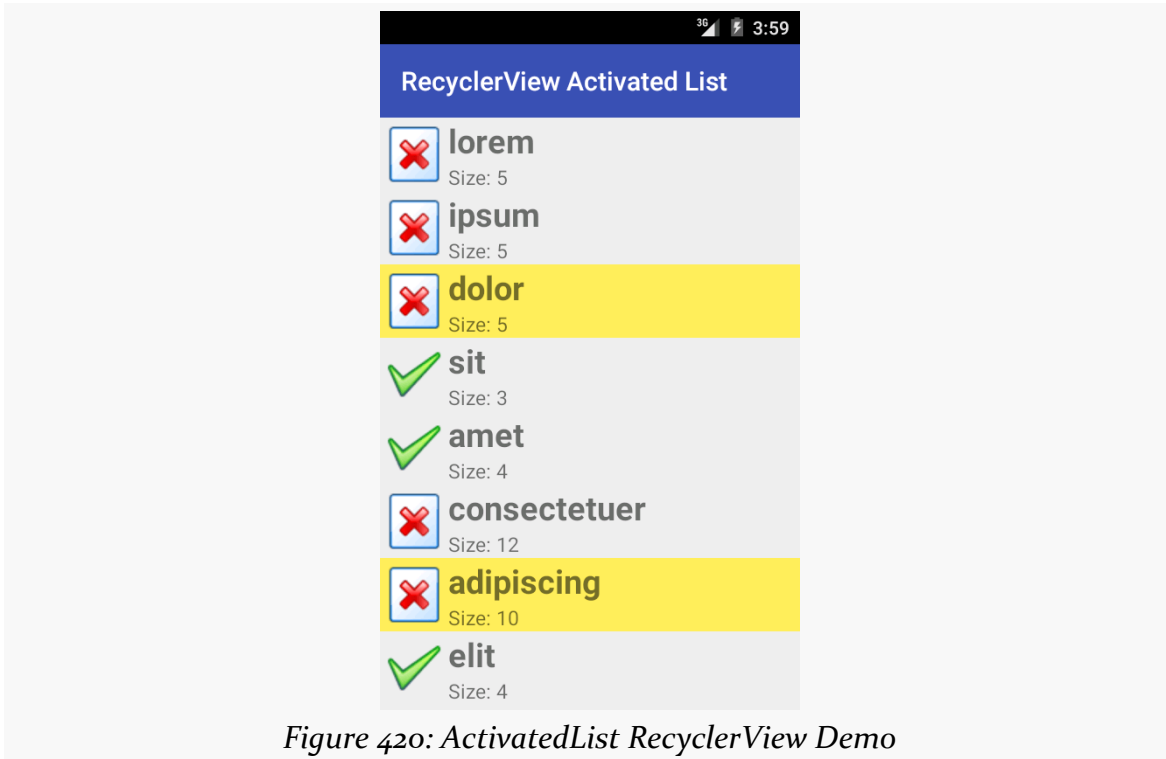 3G 3:59
RecyclerView Activated List
lorem
Size: 5
ipsum
Size: 5
dolor
Size: 5
sit
Size: 3
amet
Size: 4
consectetuer
Size: 12
adipiscing
Size: 10
elit
Size: 4
Figure 420: ActivatedList RecyclerView Demo